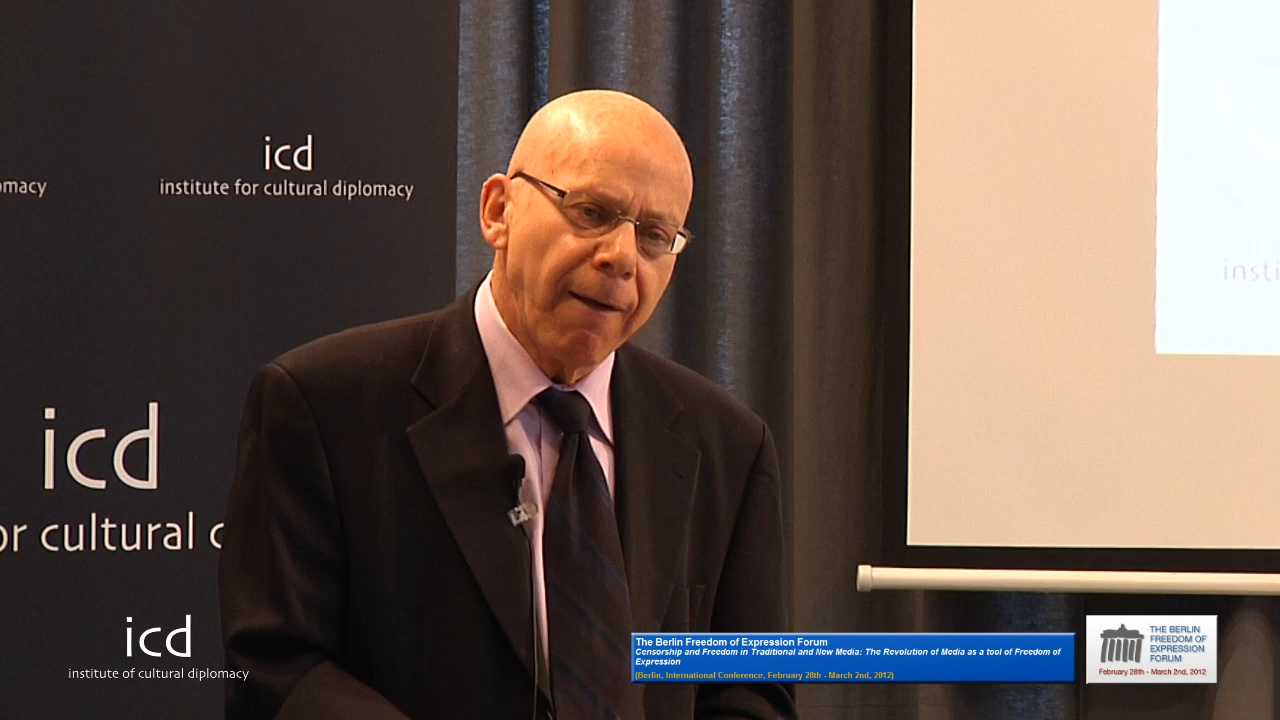 omacy
icd
institute for cultural diplomacy
insti
icd
or cultural
icd
institute of cultural diplomacy
The Berlin Freedom of Expression Forum
Censorship and Freedom in Traditional and New Media: The Revolution of Media as a tool of Freedom of
Expression
(Berlin, International Conference, February 28th - March 2nd, 2012)
THE BERLIN
FREEDOM OF
EXPRESSION
FORUM
February 28th - March 2nd, 2012